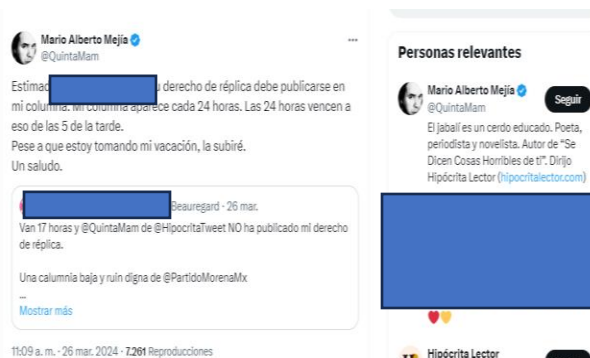 Mario Alberto Mejía
@QuintaMam
Estimad derecho de réplica debe publicarse en
mi columna. Mi columna aparece cada 24 horas. Las 24 horas vencen a
eso de las 5 de la tarde.
Pese a que estoy tomando mi vacación, la subiré.
Un saludo.
Beauregard · 26 mar.
Van 17 horas y @QuintaMam de @HipocritaTweet NO ha publicado mi derecho
de réplica.
Una calumnia baja y ruin digna de @PartidoMorenaMx
...
Mostrar más
11:09 a. m. · 26 mar. 2024 · 7.261 Reproducciones
Personas relevantes
Mario Alberto Mejía
@QuintaMam
Seguir
El jabalí es un cerdo educado. Poeta,
periodista y novelista. Autor de “Se
Dicen Cosas Horribles de ti”. Dirijo
Hipócrita Lector (hipocritalector.com)
Hipócrita Lector